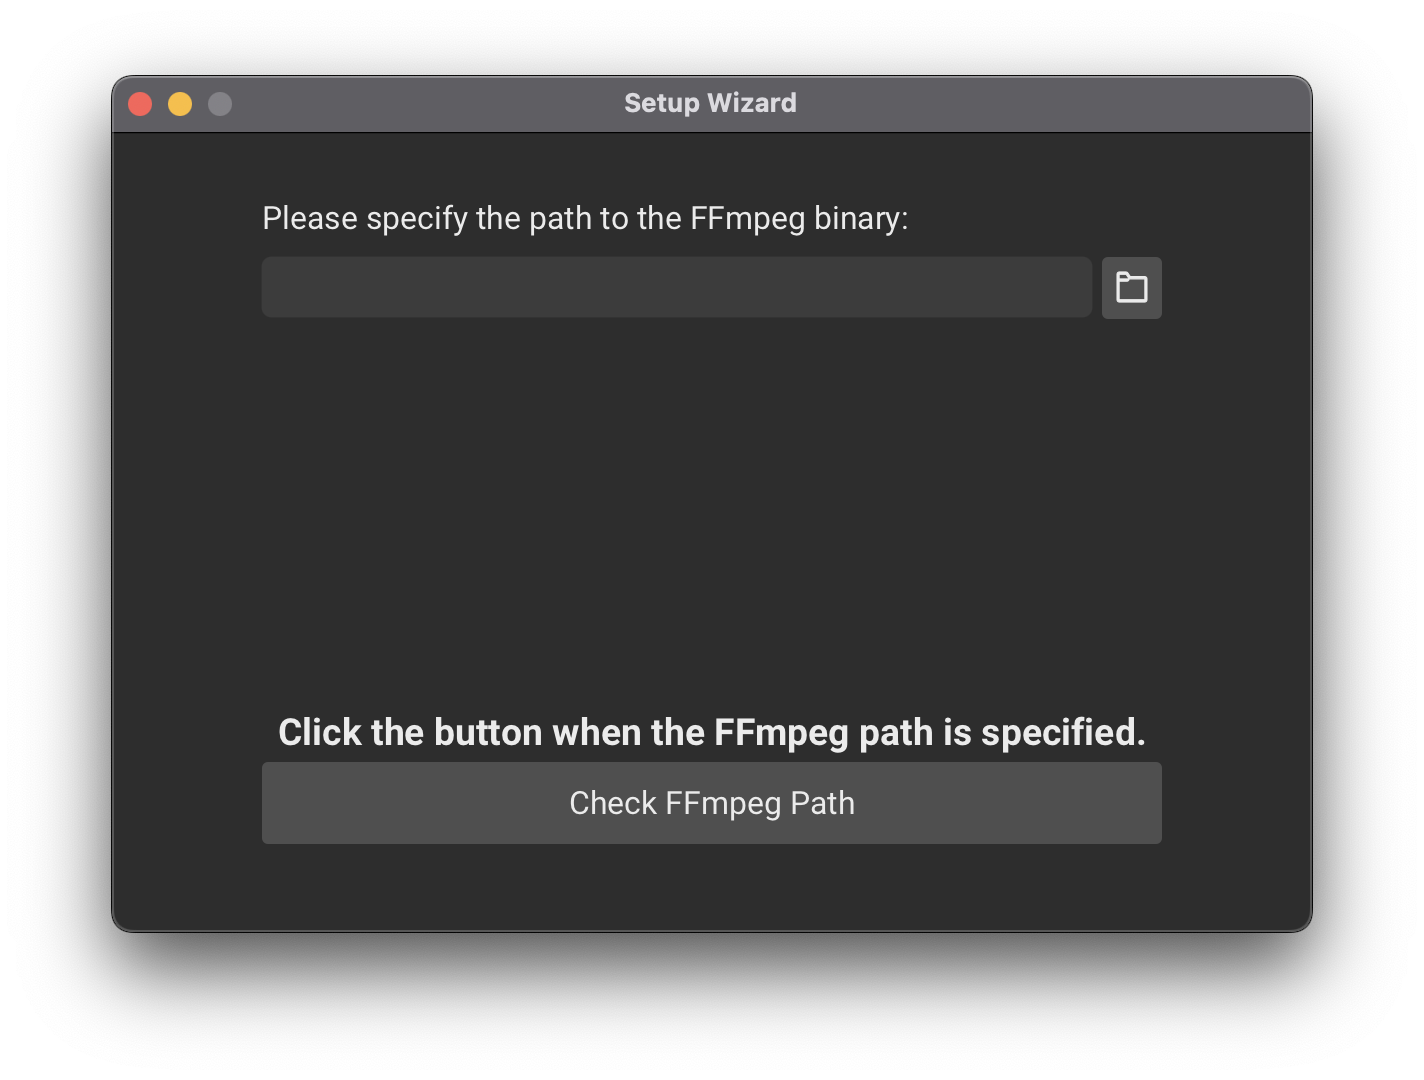 Setup Wizard
Please specify the path to the FFmpeg binary:
Click the button when the FFmpeg path is specified.
Check FFmpeg Path